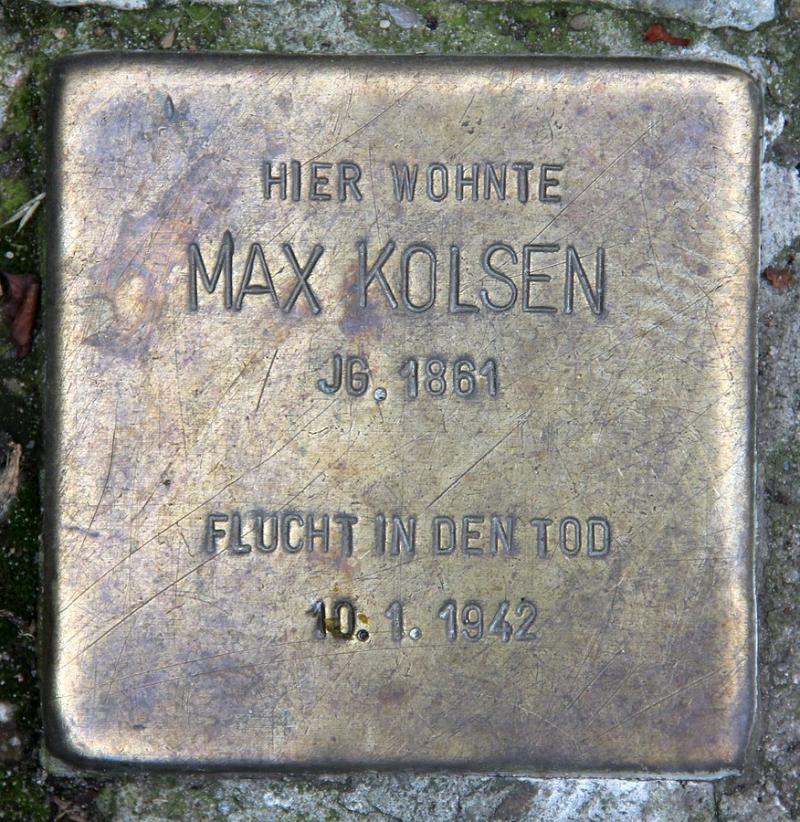 HIER WOHNTE
MAX KOLSEN
JG. 1861
FLUCHT IN DEN TOD
10. 1. 1942